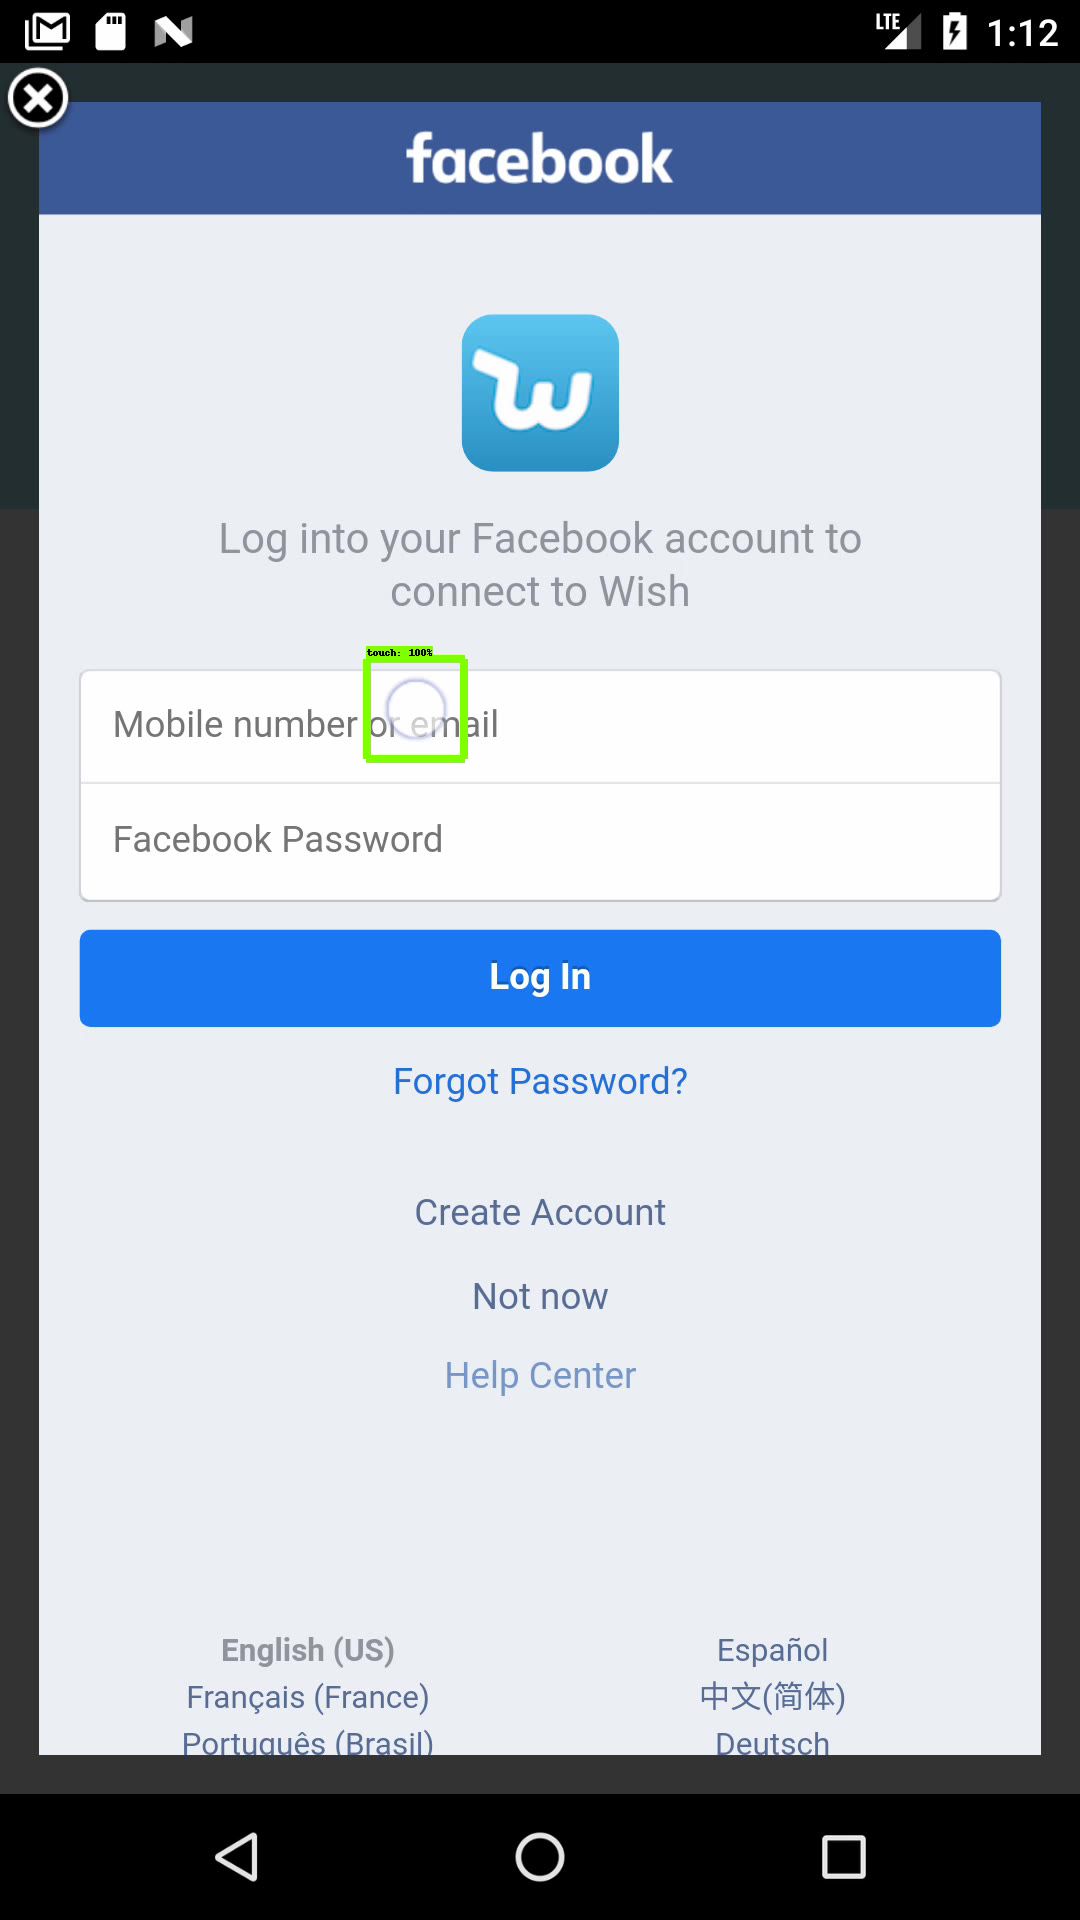 LTE 1:12
facebook
Log into your Facebook account to
connect to Wish
touch: 100%
Mobile number or email
Facebook Password
Log In
Forgot Password?
Create Account
Not now
Help Center
English (US) Español
Français (France) 中文(简体)
Português (Brasil) Deutsch